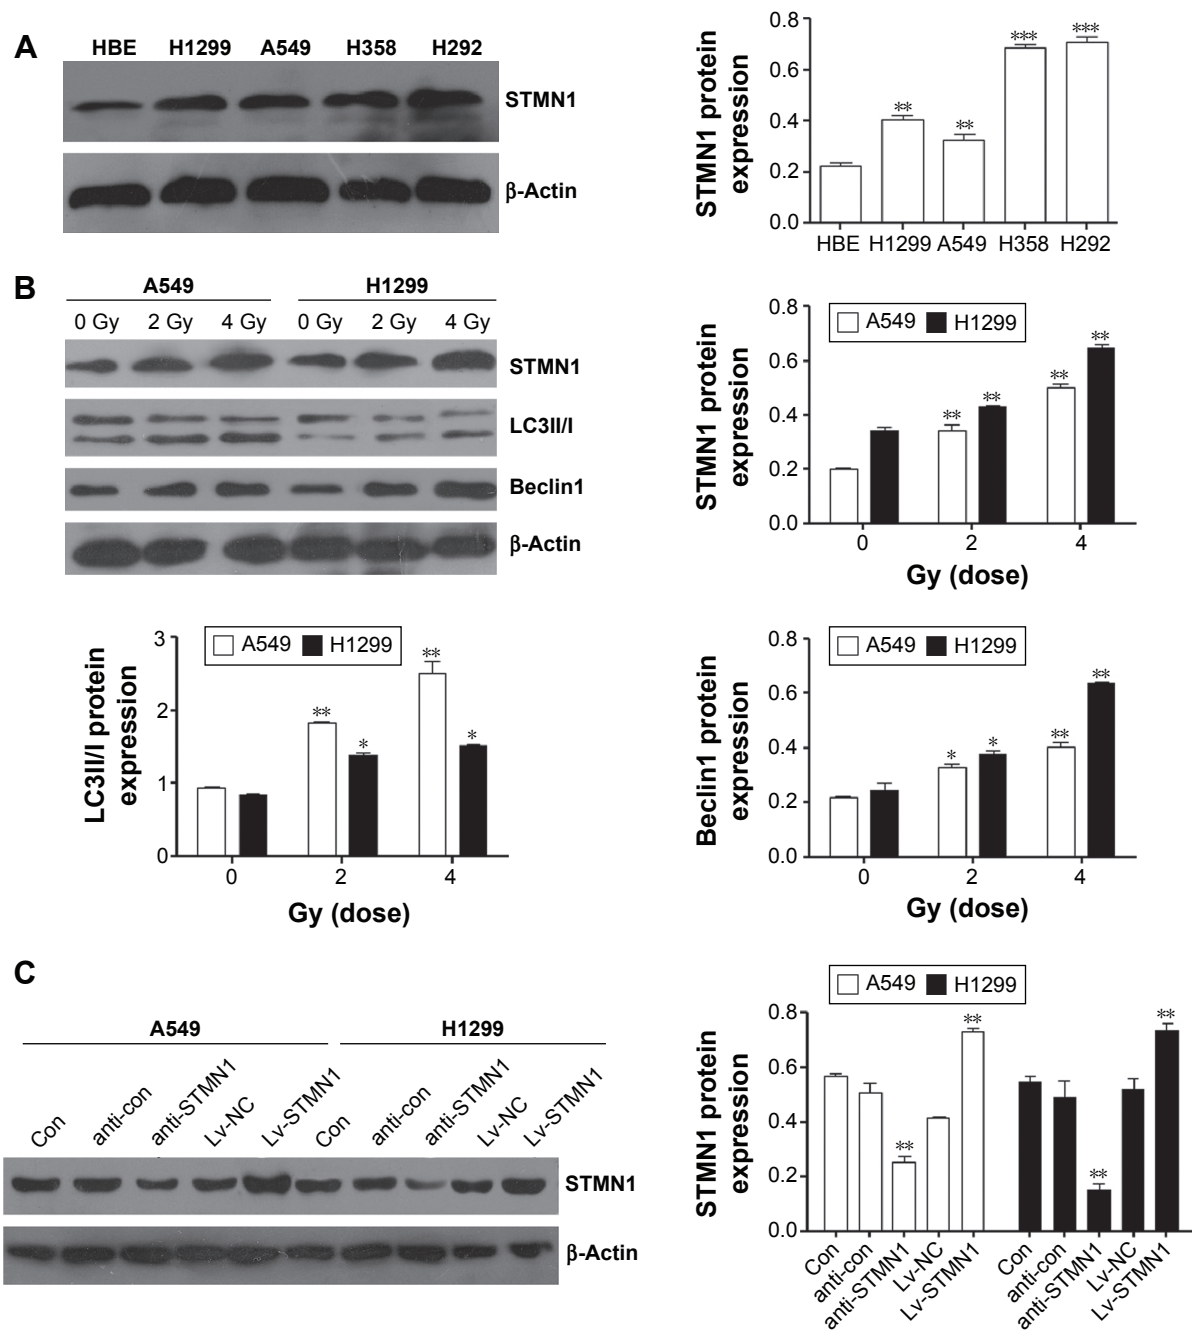 A
HBE H1299 A549 H358 H292
STMN1
β-Actin
STMN1 protein
expression
0.8
0.6
0.4
0.2
0.0
** ** *** ***
HBE H1299 A549 H358 H292
B
A549 H1299
0 Gy 2 Gy 4 Gy 0 Gy 2 Gy 4 Gy
STMN1
LC3II/I
Beclin1
β-Actin
STMN1 protein
expression
0.8
0.6
0.4
0.2
0.0
A549 H1299
** ** ** **
0 2 4
Gy (dose)
LC3II/I protein
expression
3
2
1
0
A549 H1299
** * ** *
0 2 4
Gy (dose)
Beclin1 protein
expression
0.8
0.6
0.4
0.2
0.0
A549 H1299
* * ** **
0 2 4
Gy (dose)
C
A549 H1299
Con anti-con anti-STMN1 Lv-NC Lv-STMN1 Con anti-con anti-STMN1 Lv-NC Lv-STMN1
STMN1
β-Actin
STMN1 protein
expression
0.8
0.6
0.4
0.2
0.0
A549 H1299
** ** ** **
Con anti-con anti-STMN1 Lv-NC Lv-STMN1 Con anti-con anti-STMN1 Lv-NC Lv-STMN1